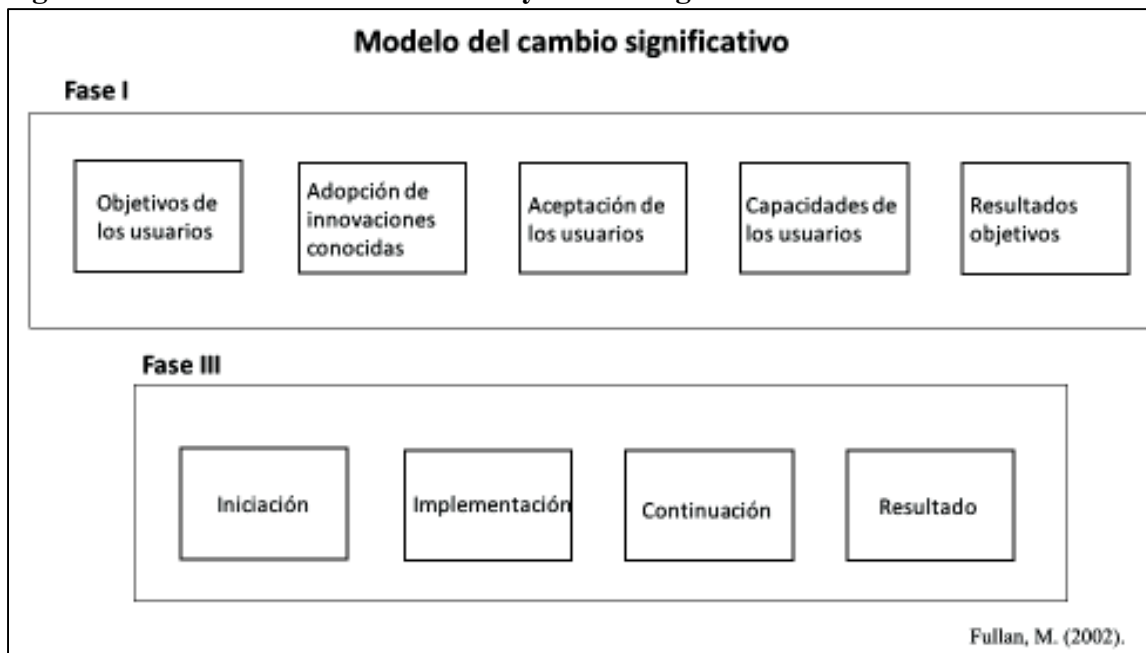 Modelo del cambio significativo
Fase I
Objetivos de
los usuarios
Adopción de
innovaciones
conocidas
Aceptación de
los usuarios
Capacidades de
los usuarios
Resultados
objetivos
Fase III
Iniciación
Implementación
Continuación
Resultado
Fullan, M. (2002).